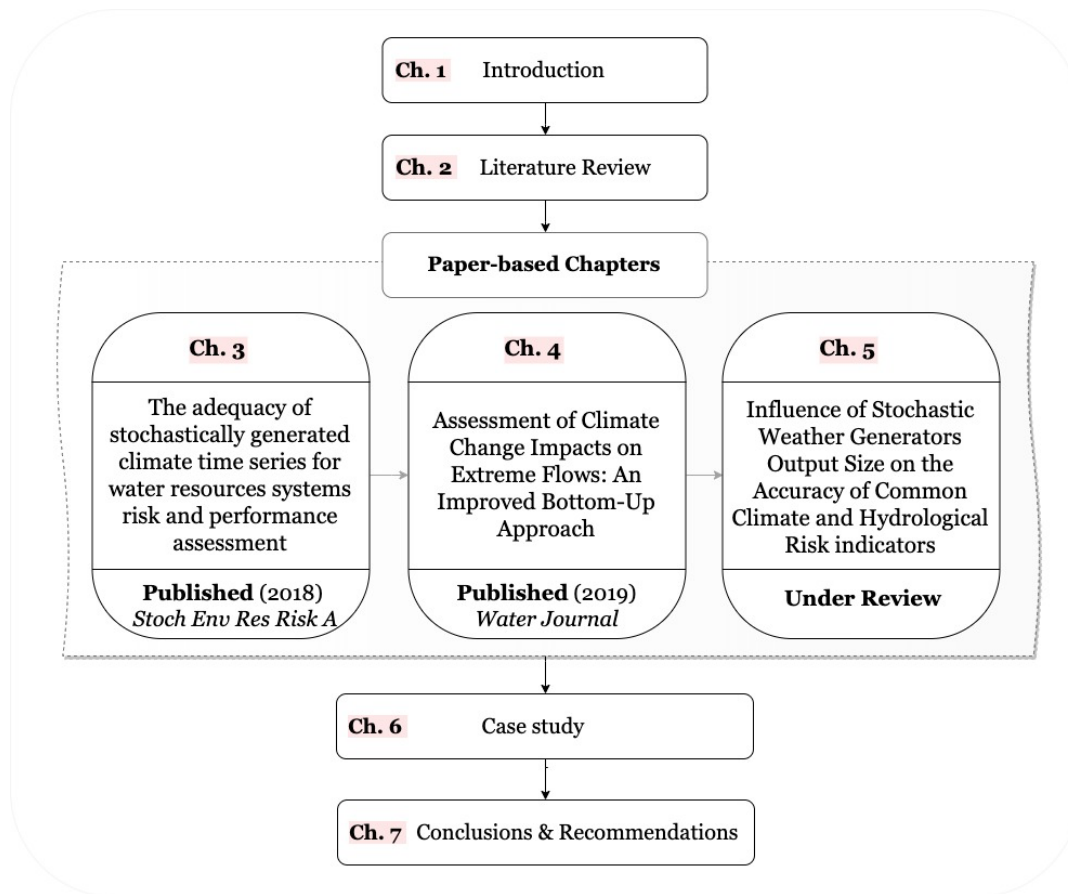 Ch. 1 Introduction
Ch. 2 Literature Review
Paper-based Chapters
Ch. 3
The adequacy of
stochastically generated
climate time series for
water resources systems
risk and performance
assessment
Published (2018)
Stoch Env Res Risk A
Ch. 4
Assessment of Climate
Change Impacts on
Extreme Flows: An
Improved Bottom-Up
Approach
Published (2019)
Water Journal
Ch. 5
Influence of Stochastic
Weather Generators
Output Size on the
Accuracy of Common
Climate and Hydrological
Risk indicators
Under Review
Ch. 6 Case study
Ch. 7 Conclusions & Recommendations